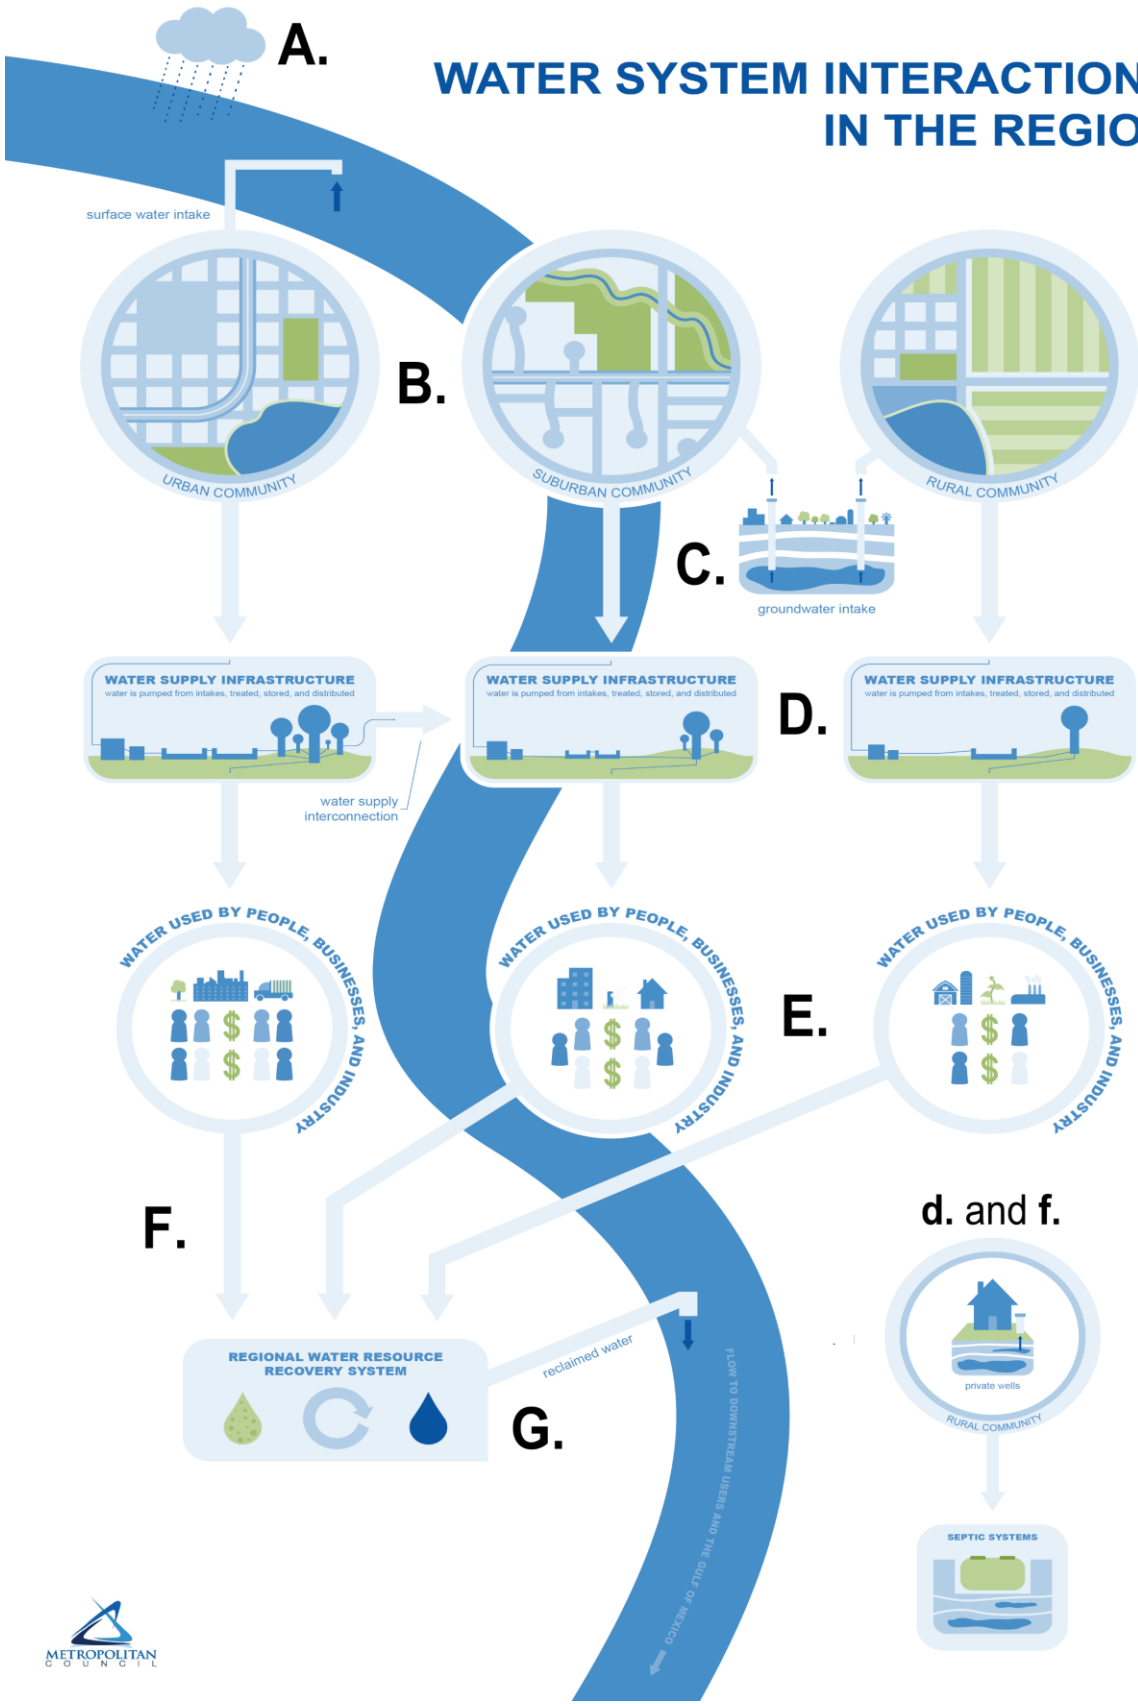 A.
WATER SYSTEM INTERACTION
IN THE REGIO
surface water intake
B.
URBAN COMMUNITY
SUBURBAN COMMUNITY
RURAL COMMUNITY
C.
groundwater intake
WATER SUPPLY INFRASTRUCTURE
water is pumped from intakes, treated, stored, and distributed
WATER SUPPLY INFRASTRUCTURE
water is pumped from intakes, treated, stored, and distributed
D.
WATER SUPPLY INFRASTRUCTURE
water is pumped from intakes, treated, stored, and distributed
water supply
interconnection
WATER USED BY PEOPLE, BUSINESSES, AND INDUSTRY
$
$
WATER USED BY PEOPLE, BUSINESSES, AND INDUSTRY
$
$
E.
WATER USED BY PEOPLE, BUSINESSES, AND INDUSTRY
$
$
F.
d. and f.
private wells
RURAL COMMUNITY
REGIONAL WATER RESOURCE
RECOVERY SYSTEM
reclaimed water
G.
FLOW TO DOWNSTREAM USERS AND THE GULF OF MEXICO
SEPTIC SYSTEMS
METROPOLITAN
COUNCIL